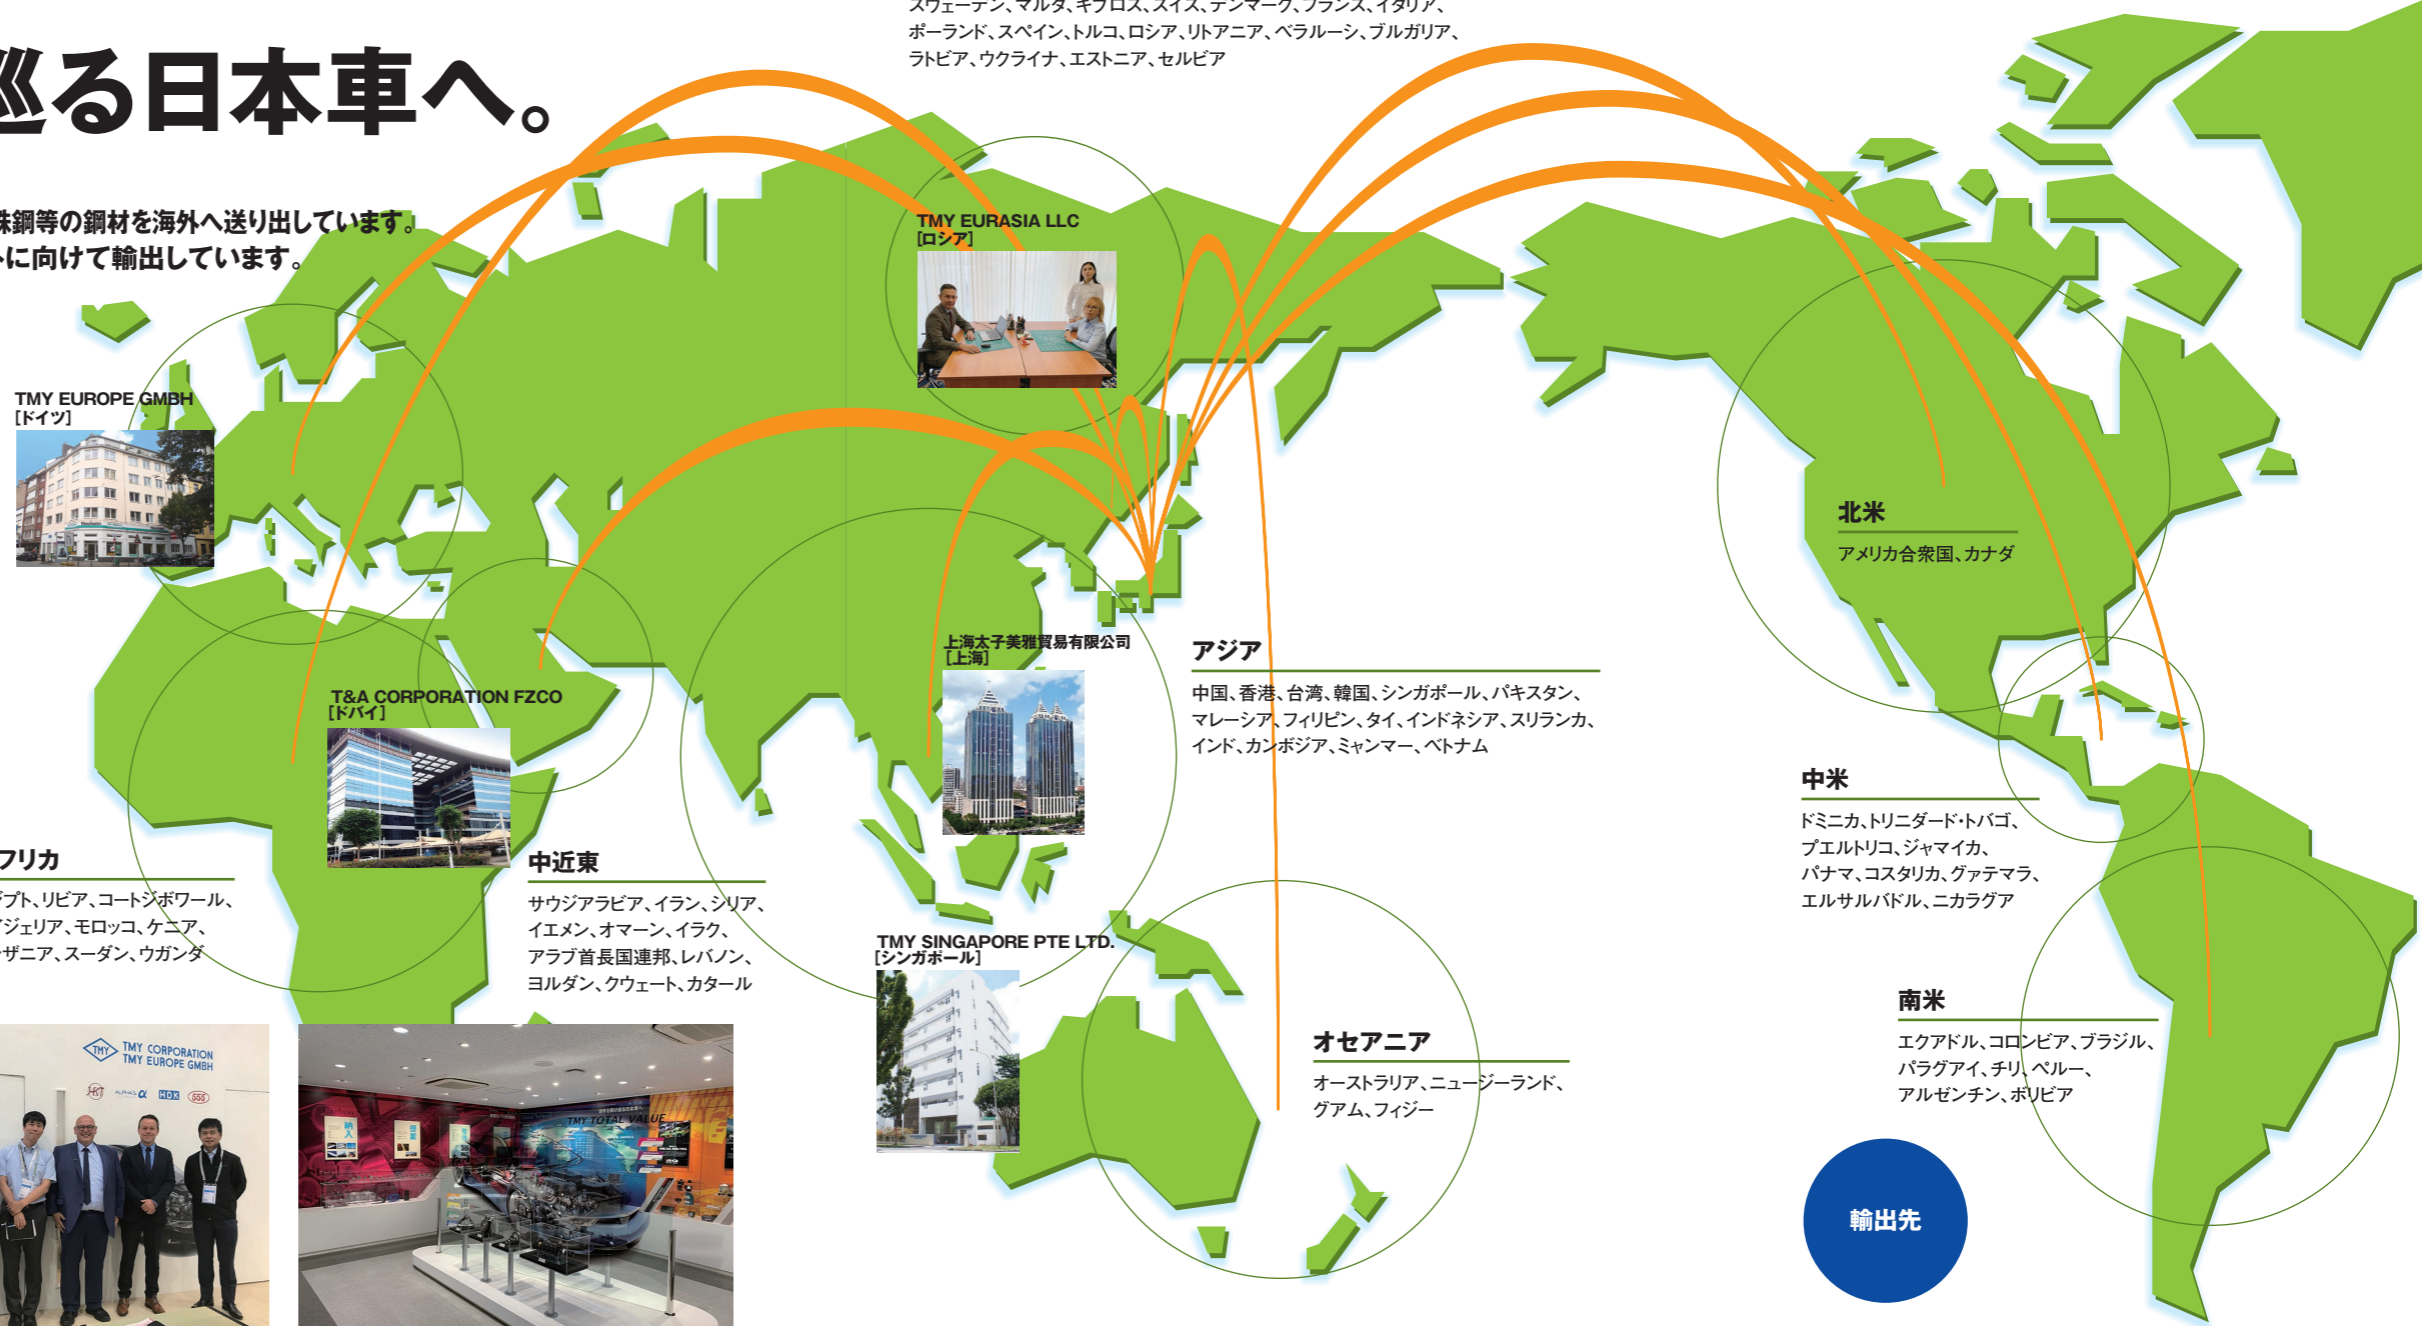 スウェーデン、マルタ、キプロス、スイス、デンマーク、フランス、イタリア、
ポーランド、スペイン、トルコ、ロシア、リトアニア、ベラルーシ、ブルガリア、
ラトビア、ウクライナ、エストニア、セルビア
巡る日本車へ。
殊鋼等の鋼材を海外へ送り出しています。
に向けて輸出しています。
TMY EURASIA LLC
[ロシア]
TMY EUROPE GMBH
[ドイツ]
北米
アメリカ合衆国、カナダ
上海太子美雅貿易有限公司
[上海]
アジア
中国、香港、台湾、韓国、シンガポール、パキスタン、
マレーシア、フィリピン、タイ、インドネシア、スリランカ、
インド、カンボジア、ミャンマー、ベトナム
T&A CORPORATION FZCO
[ドバイ]
中米
ドミニカ、トリニダード・トバゴ、
プエルトリコ、ジャマイカ、
パナマ、コスタリカ、グァテマラ、
エルサルバドル、ニカラグア
フリカ
ジプト、リビア、コートジボワール、
イジェリア、モロッコ、ケニア、
ンザニア、スーダン、ウガンダ
中近東
サウジアラビア、イラン、シリア、
イエメン、オマーン、イラク、
アラブ首長国連邦、レバノン、
ヨルダン、クウェート、カタール
TMY SINGAPORE PTE LTD.
[シンガポール]
オセアニア
オーストラリア、ニュージーランド、
グアム、フィジー
南米
エクアドル、コロンビア、ブラジル、
パラグアイ、チリ、ペルー、
アルゼンチン、ボリビア
輸出先
TMY
TMY CORPORATION
TMY EUROPE GMBH
HKT
α
HDK
555
納入
提案
TMY TOTAL VALUE